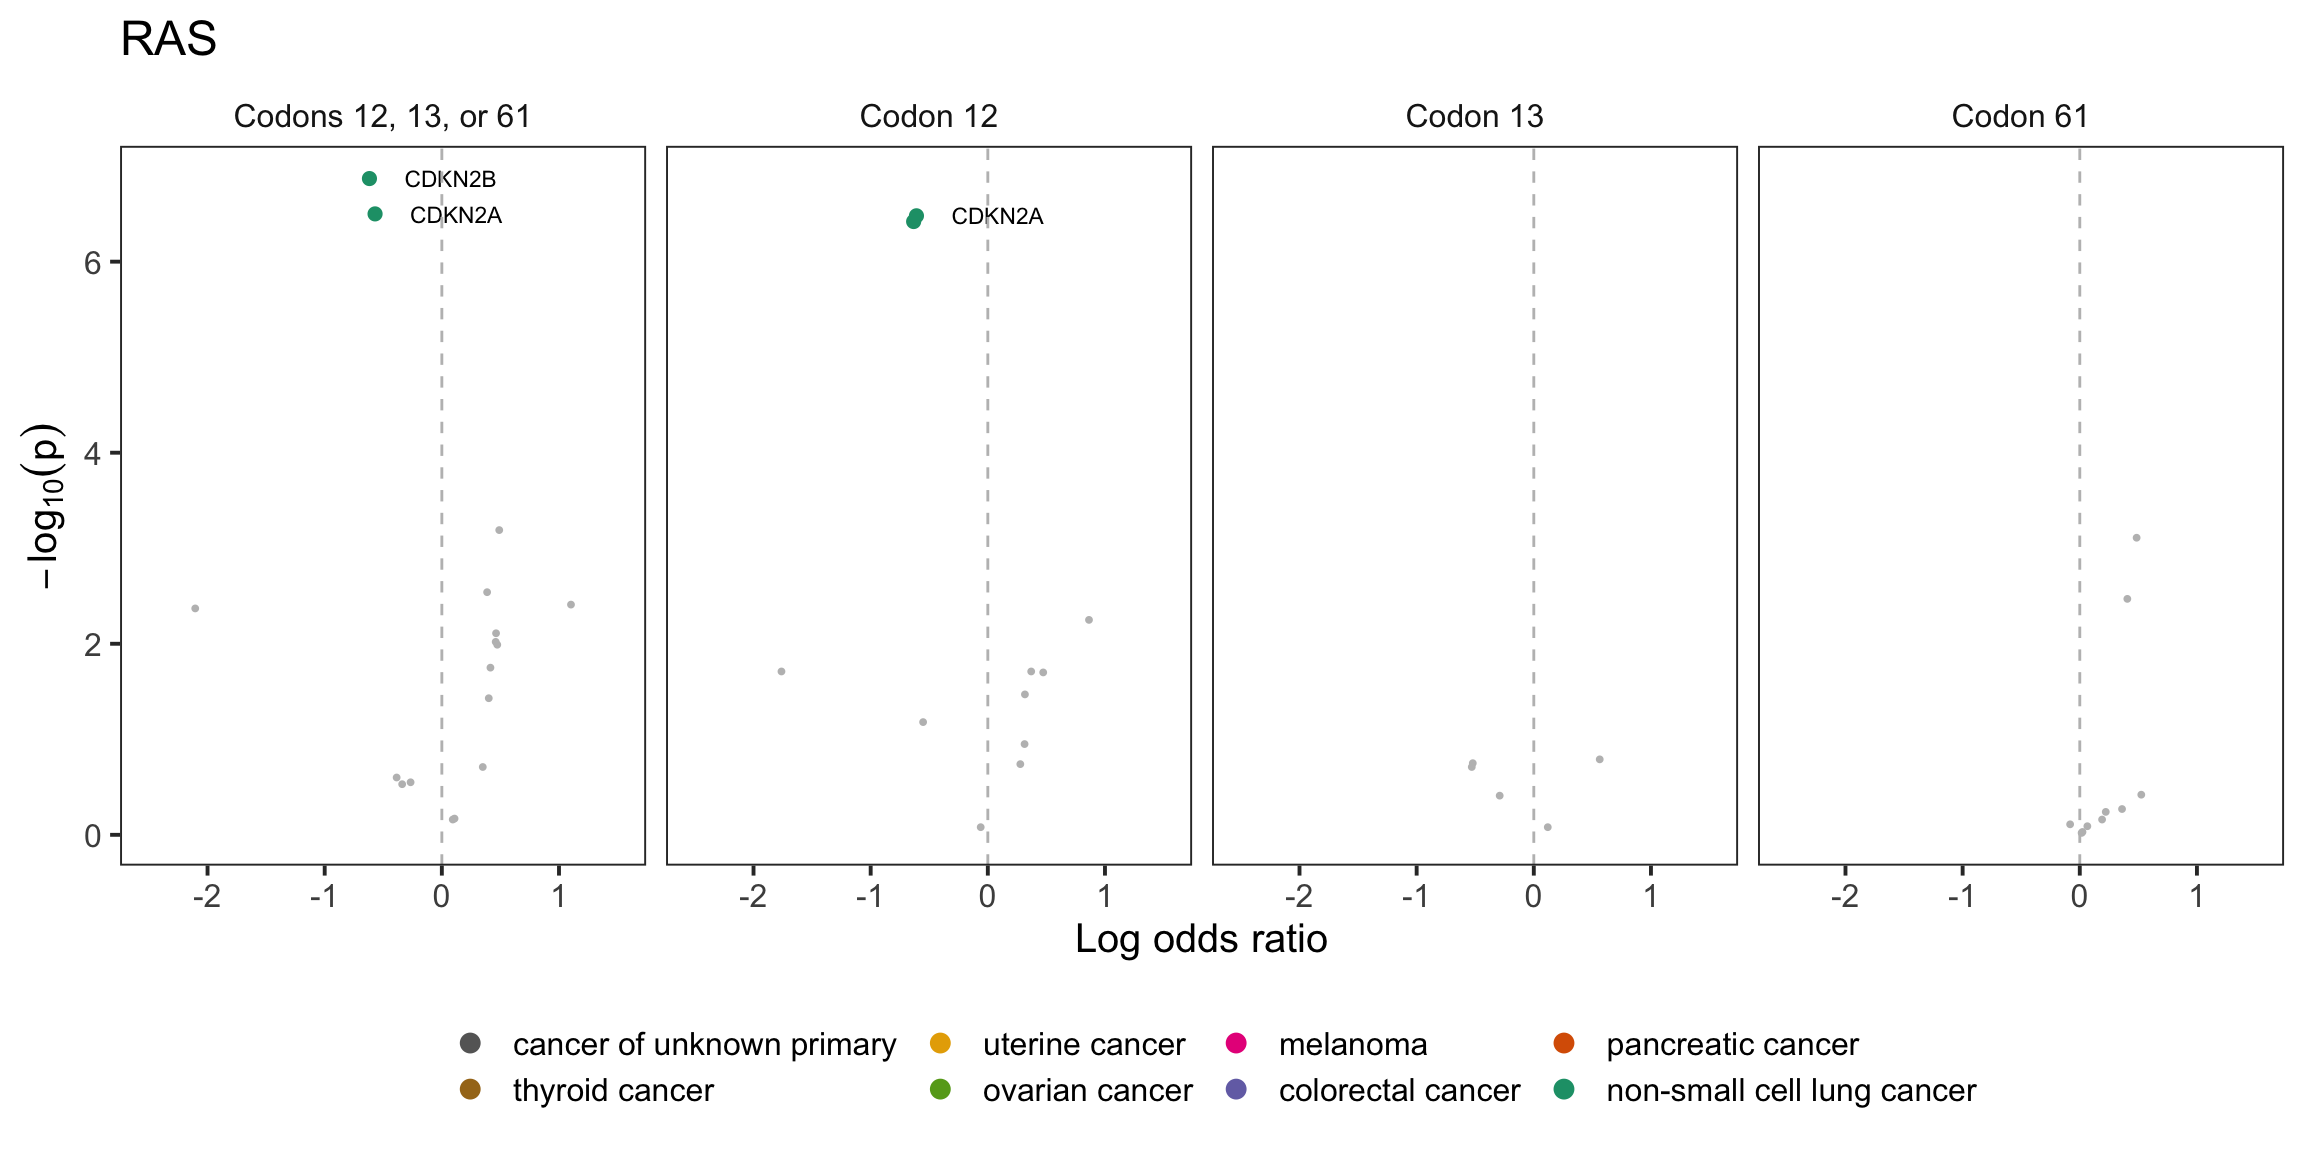 RAS
Codons 12, 13, or 61
Codon 12
Codon 13
Codon 61
CDKN2B
CDKN2A
CDKN2A
6
4
2
0
−log10(p)
-2 -1 0 1
-2 -1 0 1
-2 -1 0 1
-2 -1 0 1
Log odds ratio
cancer of unknown primary
uterine cancer
melanoma
pancreatic cancer
thyroid cancer
ovarian cancer
colorectal cancer
non-small cell lung cancer